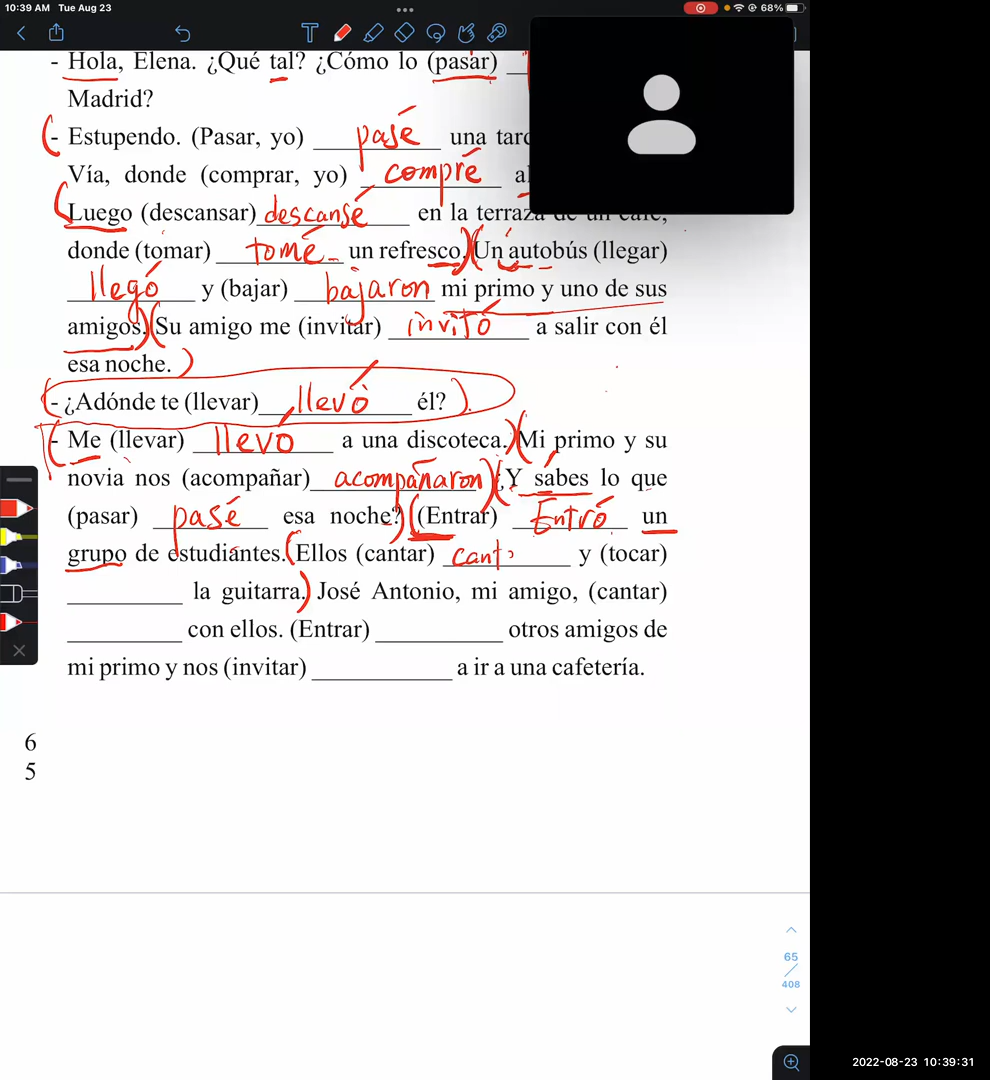 10:39 AM Tue Aug 23
68%
- Hola, Elena. ¿Qué tal? ¿Cómo lo (pasar)
Madrid?
- Estupendo. (Pasar, yo) pasé una tard
Vía, donde (comprar, yo) compré al
Luego (descansar) descansé en la terraza de un café,
donde (tomar) tomé un refresco. Un autobús (llegar)
llegó y (bajar) bajaron mi primo y uno de sus
amigos. Su amigo me (invitar) invitó a salir con él
esa noche.
- ¿Adónde te (llevar) llevó él?
- Me (llevar) llevó a una discoteca. Mi primo y su
novia nos (acompañar) acompañaron ¿Y sabes lo que
(pasar) pasé esa noche? (Entrar) Entró un
grupo de estudiantes. Ellos (cantar) cant y (tocar)
la guitarra. José Antonio, mi amigo, (cantar)
con ellos. (Entrar) otros amigos de
mi primo y nos (invitar) a ir a una cafetería.
6
5
65
408
2022-08-23 10:39:31